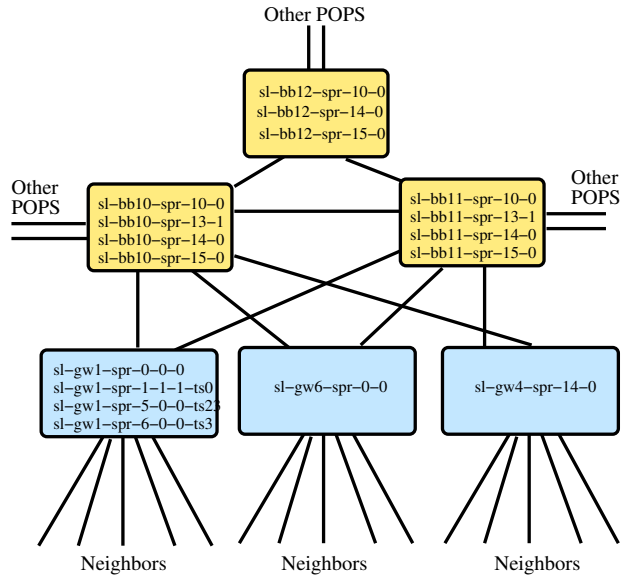 Other POPS
sl-bb12-spr-10-0
sl-bb12-spr-14-0
sl-bb12-spr-15-0
Other
POPS
sl-bb10-spr-10-0
sl-bb10-spr-13-1
sl-bb10-spr-14-0
sl-bb10-spr-15-0
sl-bb11-spr-10-0
sl-bb11-spr-13-1
sl-bb11-spr-14-0
sl-bb11-spr-15-0
Other
POPS
sl-gw1-spr-0-0-0
sl-gw1-spr-1-1-1-ts0
sl-gw1-spr-5-0-0-ts23
sl-gw1-spr-6-0-0-ts3
sl-gw6-spr-0-0
sl-gw4-spr-14-0
Neighbors
Neighbors
Neighbors